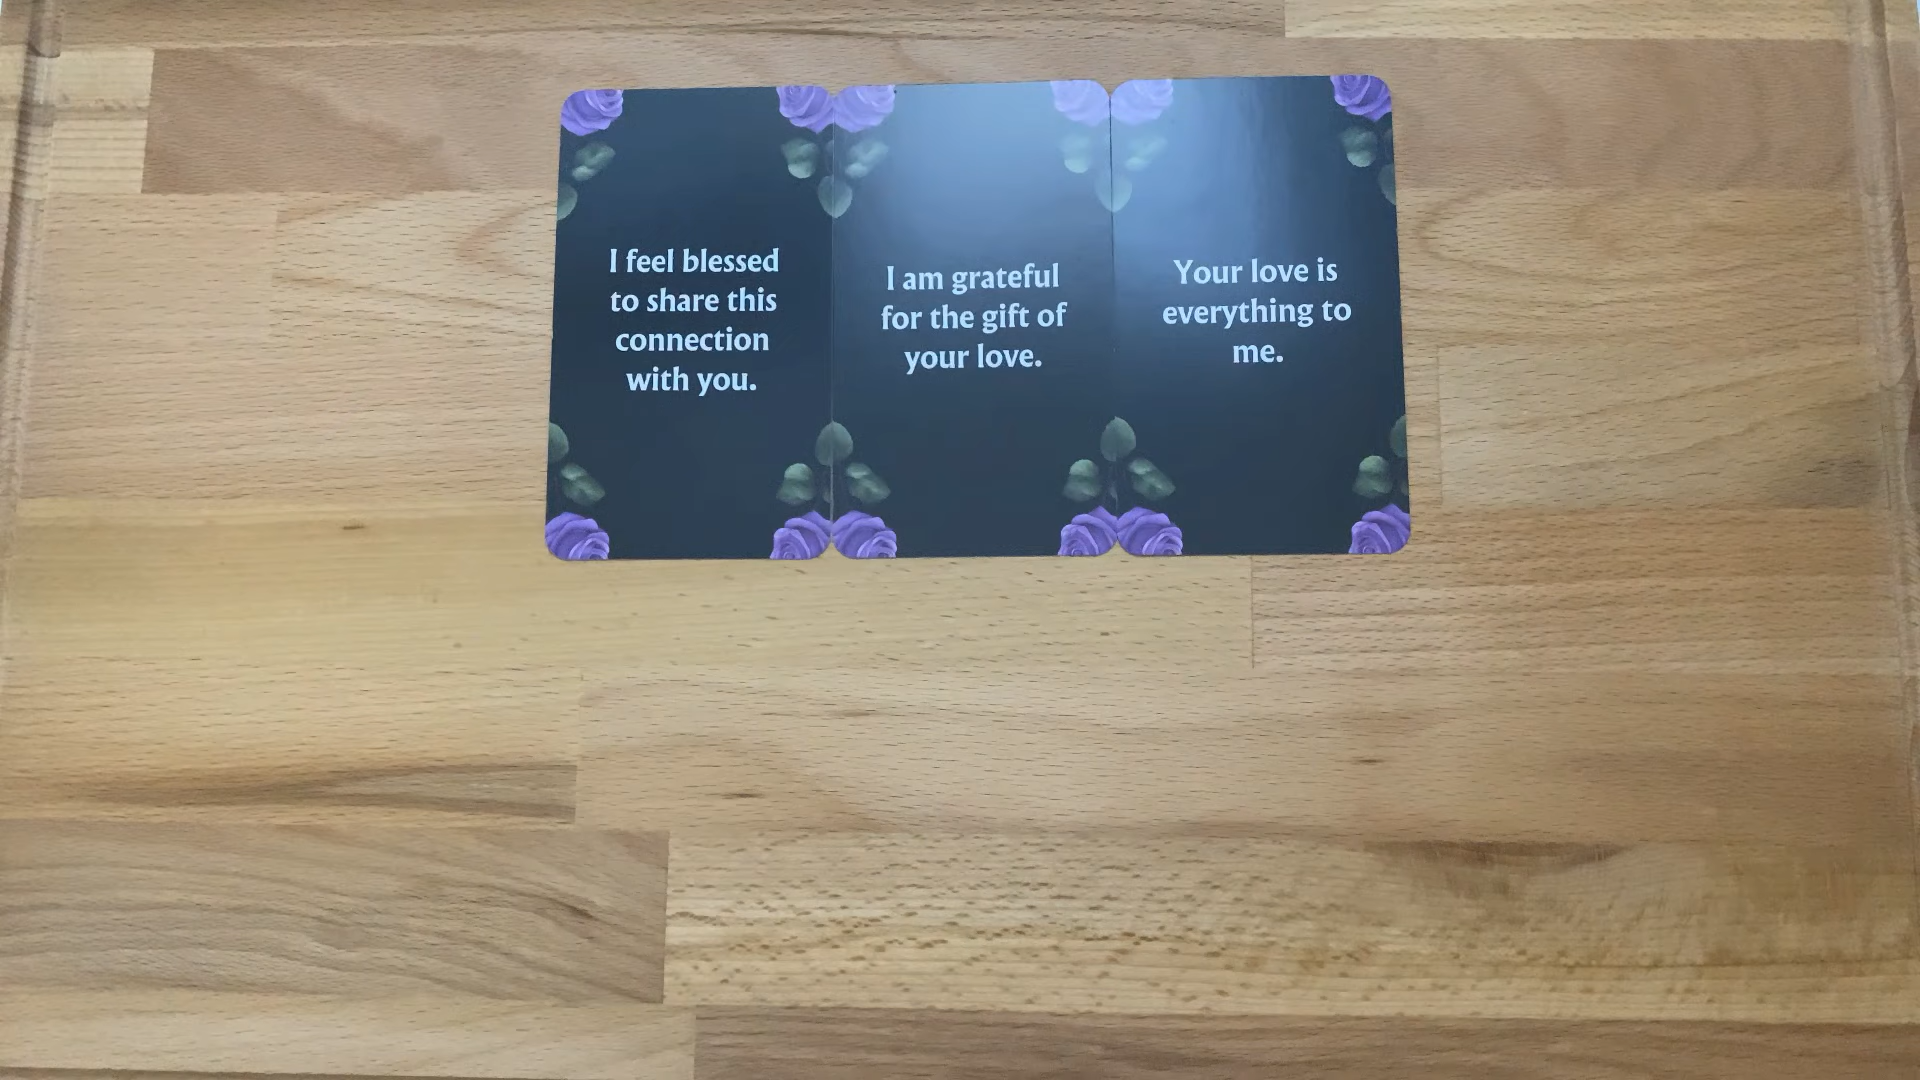 I feel blessed
to share this
connection
with you.
I am grateful
for the gift of
your love.
Your love is
everything to
me.